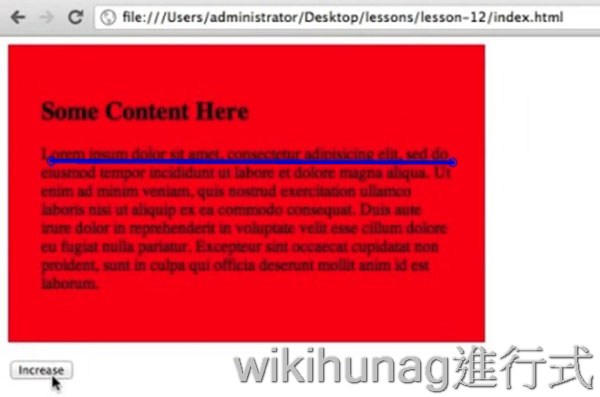 file:///Users/administrator/Desktop/lessons/lesson-12/index.html
Some Content Here
Lorem ipsum dolor sit amet, consectetur adipisicing elit, sed do
eiusmod tempor incididunt ut labore et dolore magna aliqua. Ut
enim ad minim veniam, quis nostrud exercitation ullamco
laboris nisi ut aliquip ex ea commodo consequat. Duis aute
irure dolor in reprehenderit in voluptate velit esse cillum dolore
eu fugiat nulla pariatur. Excepteur sint occaecat cupidatat non
proident, sunt in culpa qui officia deserunt mollit anim id est
laborum.
Increase
wikihunag進行式